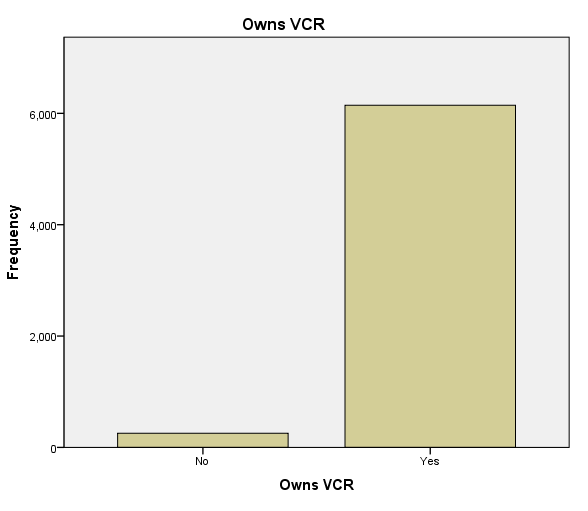 Owns VCR
Frequency
6,000
4,000
2,000
0
No Yes
Owns VCR